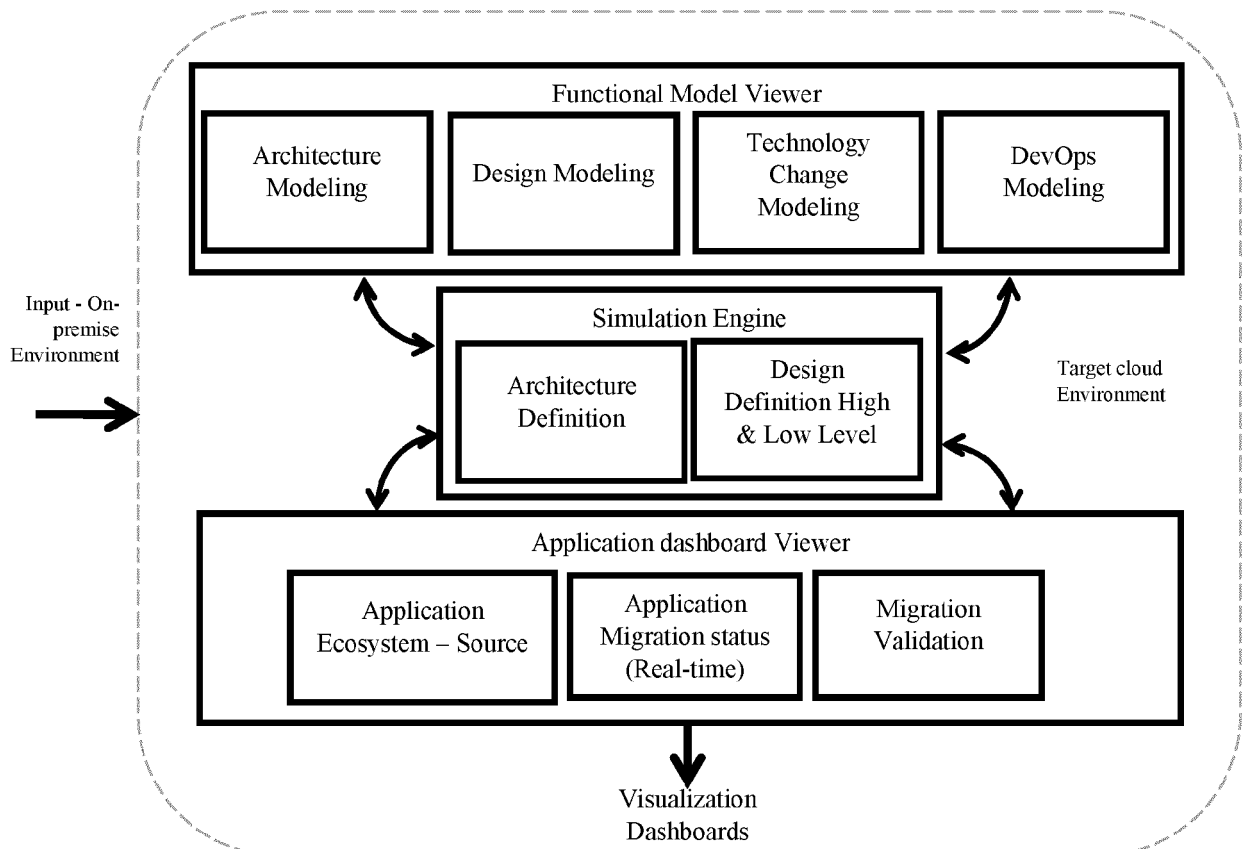 Functional Model Viewer
Architecture
Modeling
Design Modeling
Technology
Change
Modeling
DevOps
Modeling
Input - On-
premise
Environment
Simulation Engine
Architecture
Definition
Design
Definition High
& Low Level
Target cloud
Environment
Application dashboard Viewer
Application
Ecosystem – Source
Application
Migration status
(Real-time)
Migration
Validation
Visualization
Dashboards